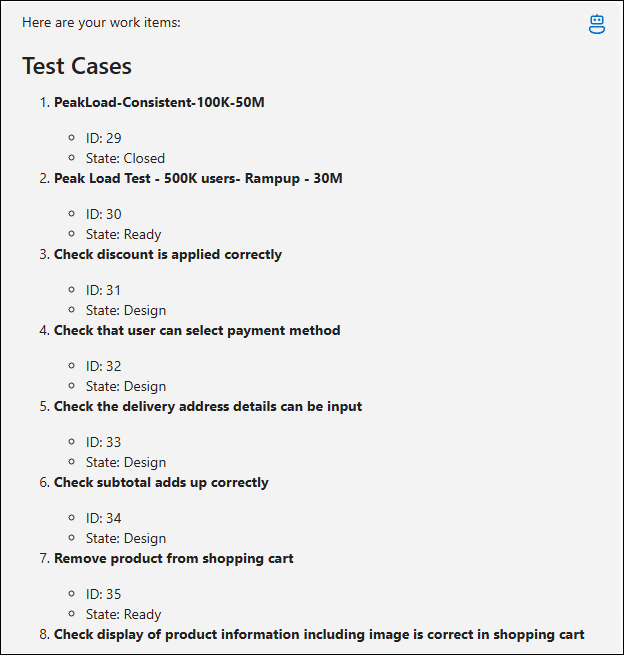 Here are your work items:
Test Cases
1. PeakLoad-Consistent-100K-50M
○ ID: 29
○ State: Closed
2. Peak Load Test - 500K users- Rampup - 30M
○ ID: 30
○ State: Ready
3. Check discount is applied correctly
○ ID: 31
○ State: Design
4. Check that user can select payment method
○ ID: 32
○ State: Design
5. Check the delivery address details can be input
○ ID: 33
○ State: Design
6. Check subtotal adds up correctly
○ ID: 34
○ State: Design
7. Remove product from shopping cart
○ ID: 35
○ State: Ready
8. Check display of product information including image is correct in shopping cart